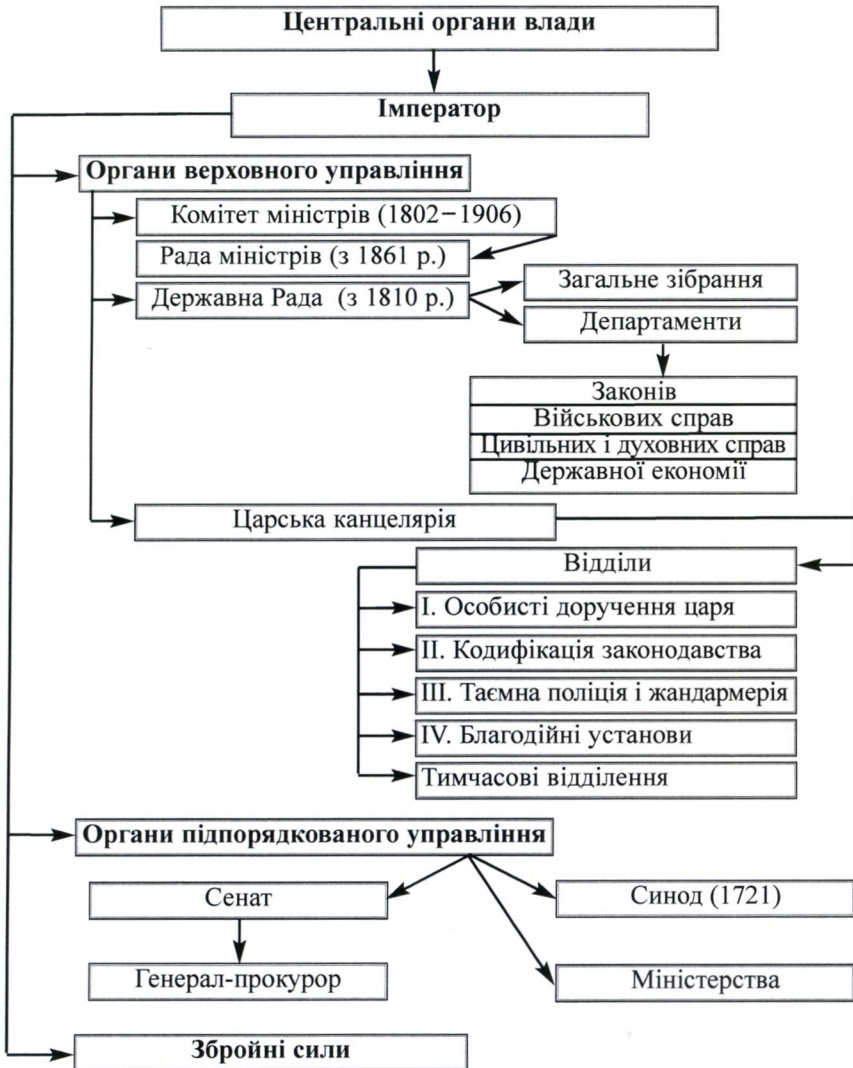 Центральні органи влади
Імператор
Органи верховного управління
Комітет міністрів (1802−1906)
Рада міністрів (з 1861 р.)
Державна Рада (з 1810 р.)
Загальне зібрання
Департаменти
Законів
Військових справ
Цивільних і духовних справ
Державної економії
Царська канцелярія
Відділи
I. Особисті доручення царя
II. Кодифікація законодавства
III. Таємна поліція і жандармерія
IV. Благодійні установи
Тимчасові відділення
Органи підпорядкованого управління
Сенат
Синод (1721)
Генерал-прокурор
Міністерства
Збройні сили